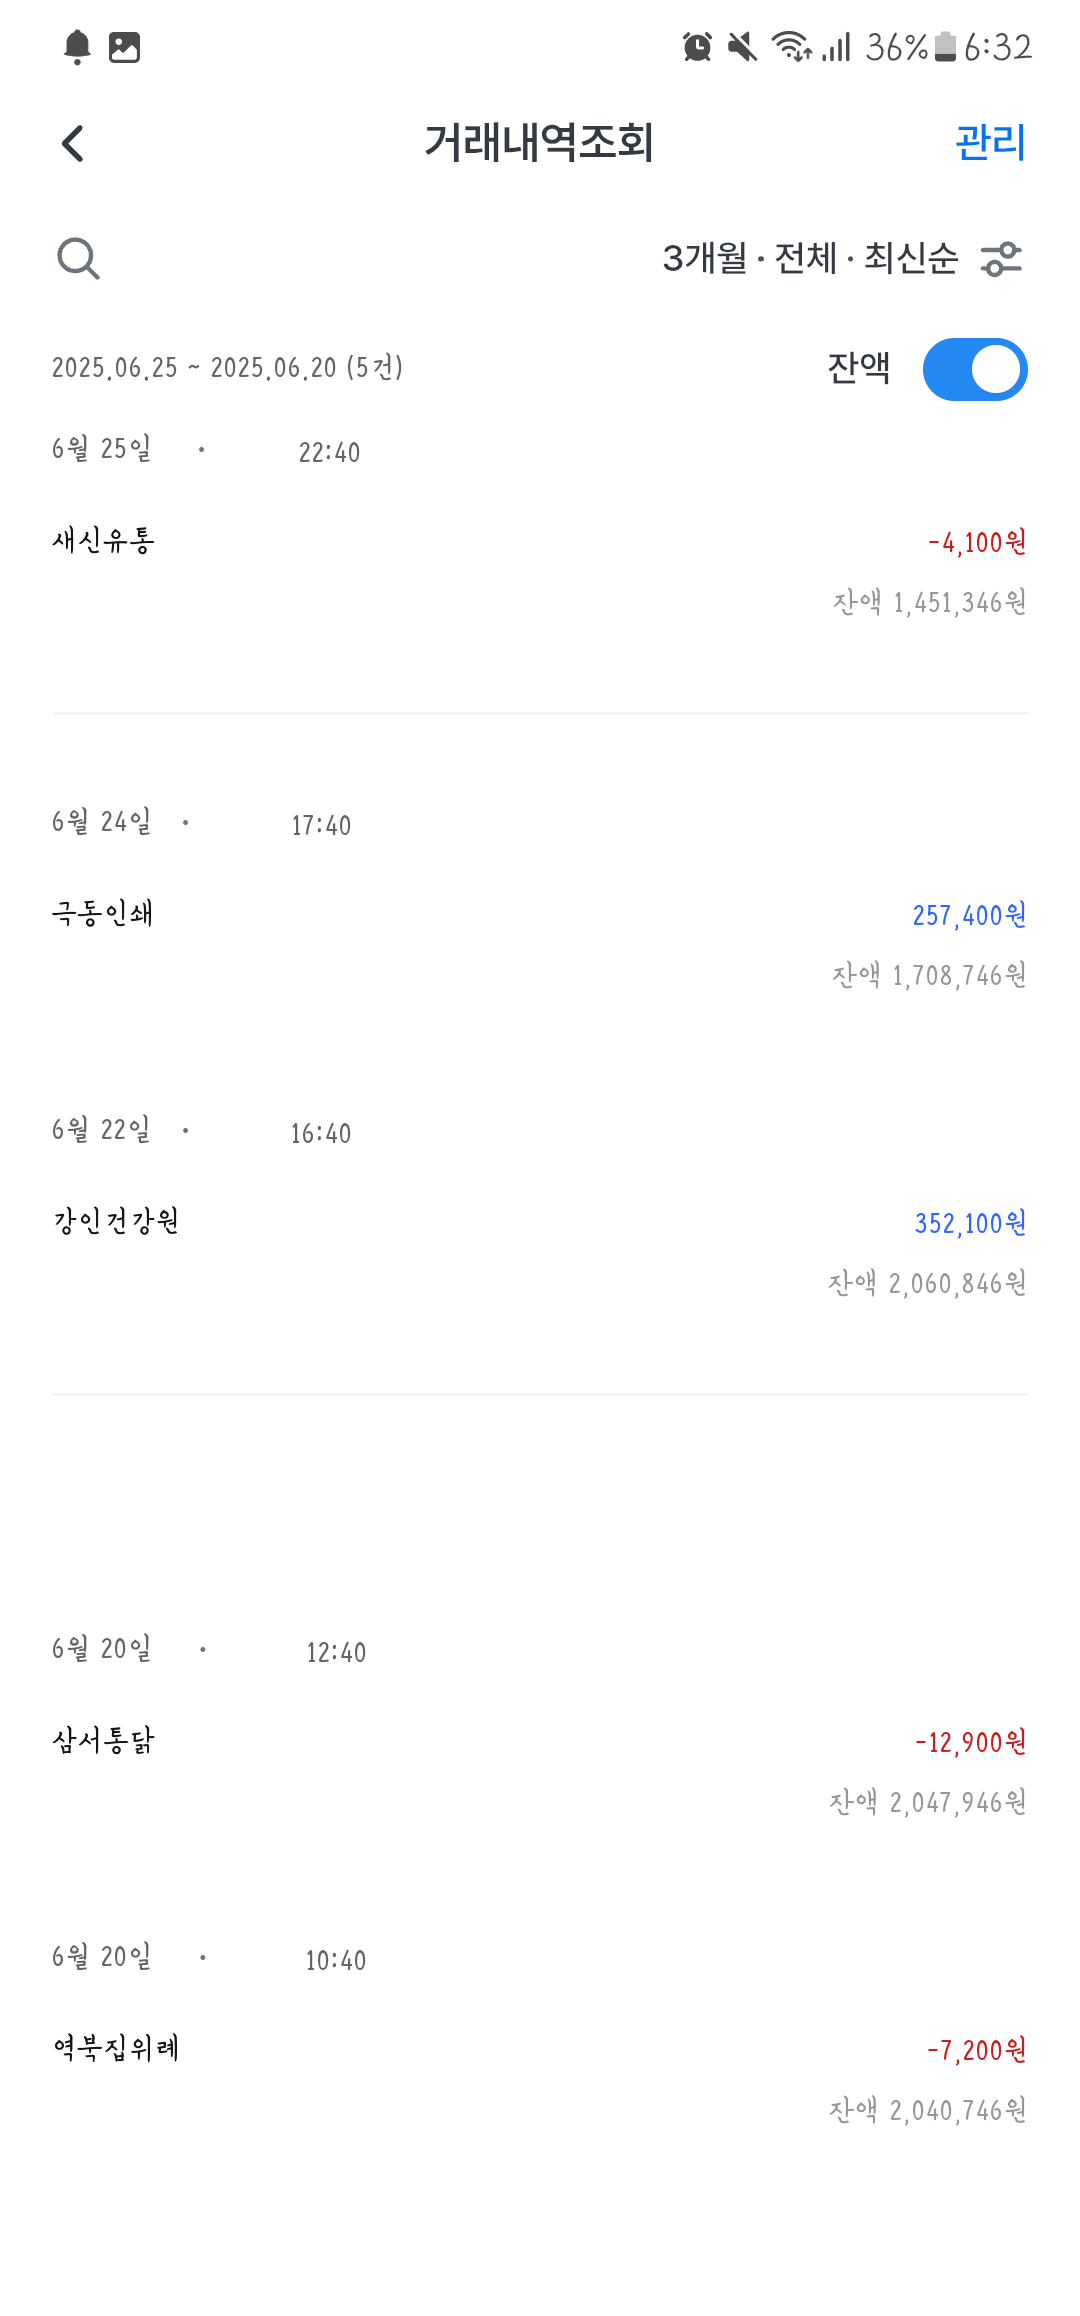 36% 6:32
거래내역조회 관리
3개월 · 전체 · 최신순
2025.06.25 ~ 2025.06.20 (5건) 잔액
6월 25일 · 22:40
새신유통 -4,100원
잔액 1,451,346원
6월 24일 · 17:40
극동인쇄 257,400원
잔액 1,708,746원
6월 22일 · 16:40
강인건강원 352,100원
잔액 2,060,846원
6월 20일 · 12:40
삼서통닭 -12,900원
잔액 2,047,946원
6월 20일 · 10:40
역북집위례 -7,200원
잔액 2,040,746원